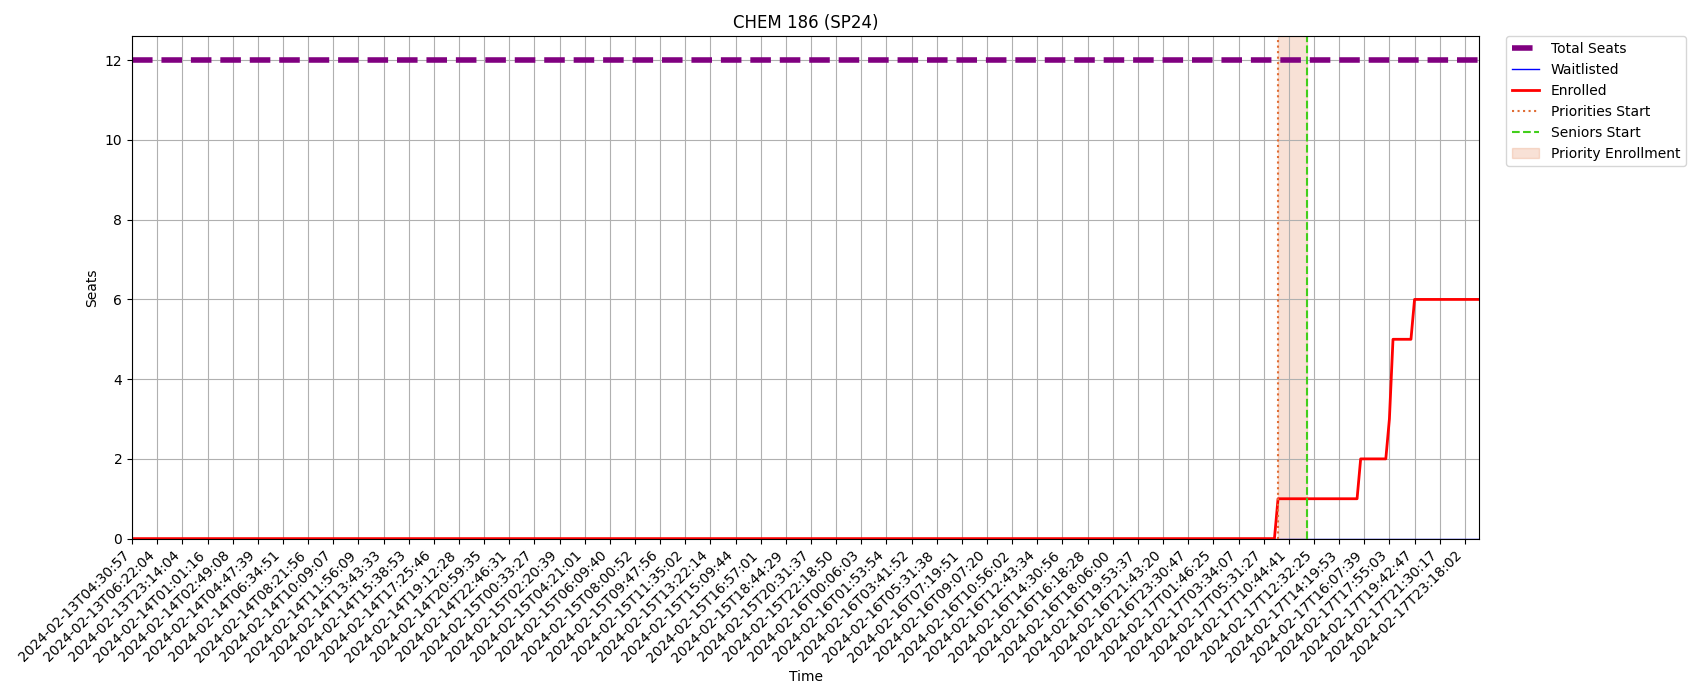 CHEM 186 (SP24)
Total Seats
Waitlisted
Enrolled
Priorities Start
Seniors Start
Priority Enrollment
12
10
8
6
4
2
0
Seats
2024-02-13T04:30:57
2024-02-13T06:22:04
2024-02-13T23:14:04
2024-02-14T01:01:16
2024-02-14T02:49:08
2024-02-14T04:47:39
2024-02-14T06:34:51
2024-02-14T08:21:56
2024-02-14T10:09:07
2024-02-14T11:56:09
2024-02-14T13:43:33
2024-02-14T15:38:53
2024-02-14T17:25:46
2024-02-14T19:12:28
2024-02-14T20:59:35
2024-02-14T22:46:31
2024-02-15T00:33:27
2024-02-15T02:20:39
2024-02-15T04:21:01
2024-02-15T06:09:40
2024-02-15T08:00:52
2024-02-15T09:47:56
2024-02-15T11:35:02
2024-02-15T13:22:14
2024-02-15T15:09:44
2024-02-15T16:57:01
2024-02-15T18:44:29
2024-02-15T20:31:37
2024-02-15T22:18:50
2024-02-16T00:06:03
2024-02-16T01:53:54
2024-02-16T03:41:52
2024-02-16T05:31:38
2024-02-16T07:19:51
2024-02-16T09:07:20
2024-02-16T10:56:02
2024-02-16T12:43:34
2024-02-16T14:30:56
2024-02-16T16:18:28
2024-02-16T18:06:00
2024-02-16T19:53:37
2024-02-16T21:43:20
2024-02-16T23:30:47
2024-02-17T01:46:25
2024-02-17T03:34:07
2024-02-17T05:31:27
2024-02-17T10:44:41
2024-02-17T12:32:25
2024-02-17T14:19:53
2024-02-17T16:07:39
2024-02-17T17:55:03
2024-02-17T19:42:47
2024-02-17T21:30:17
2024-02-17T23:18:02
Time